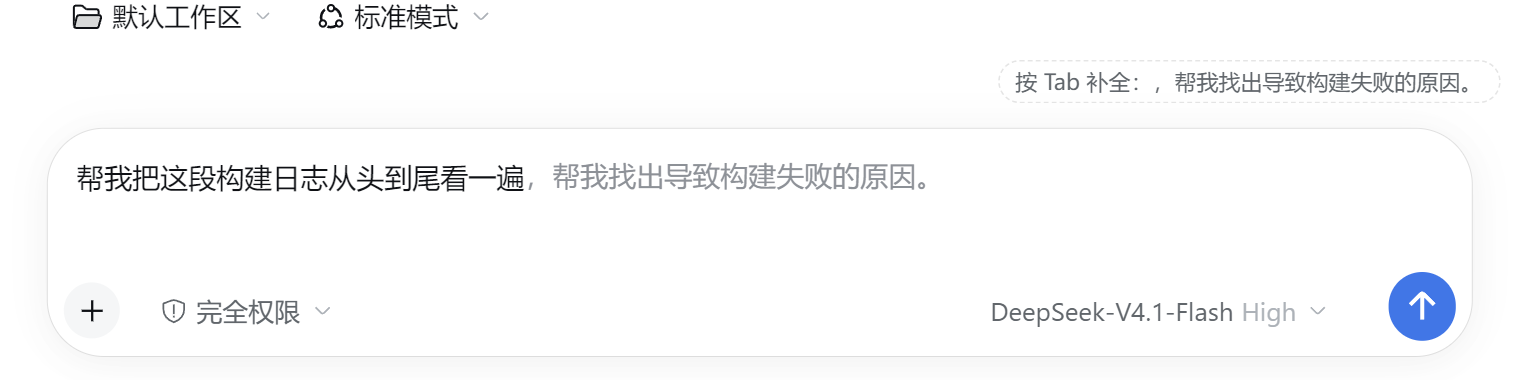 默认工作区 标准模式
按 Tab 补全：，帮我找出导致构建失败的原因。
帮我把这段构建日志从头到尾看一遍，帮我找出导致构建失败的原因。
完全权限 DeepSeek-V4.1-Flash High